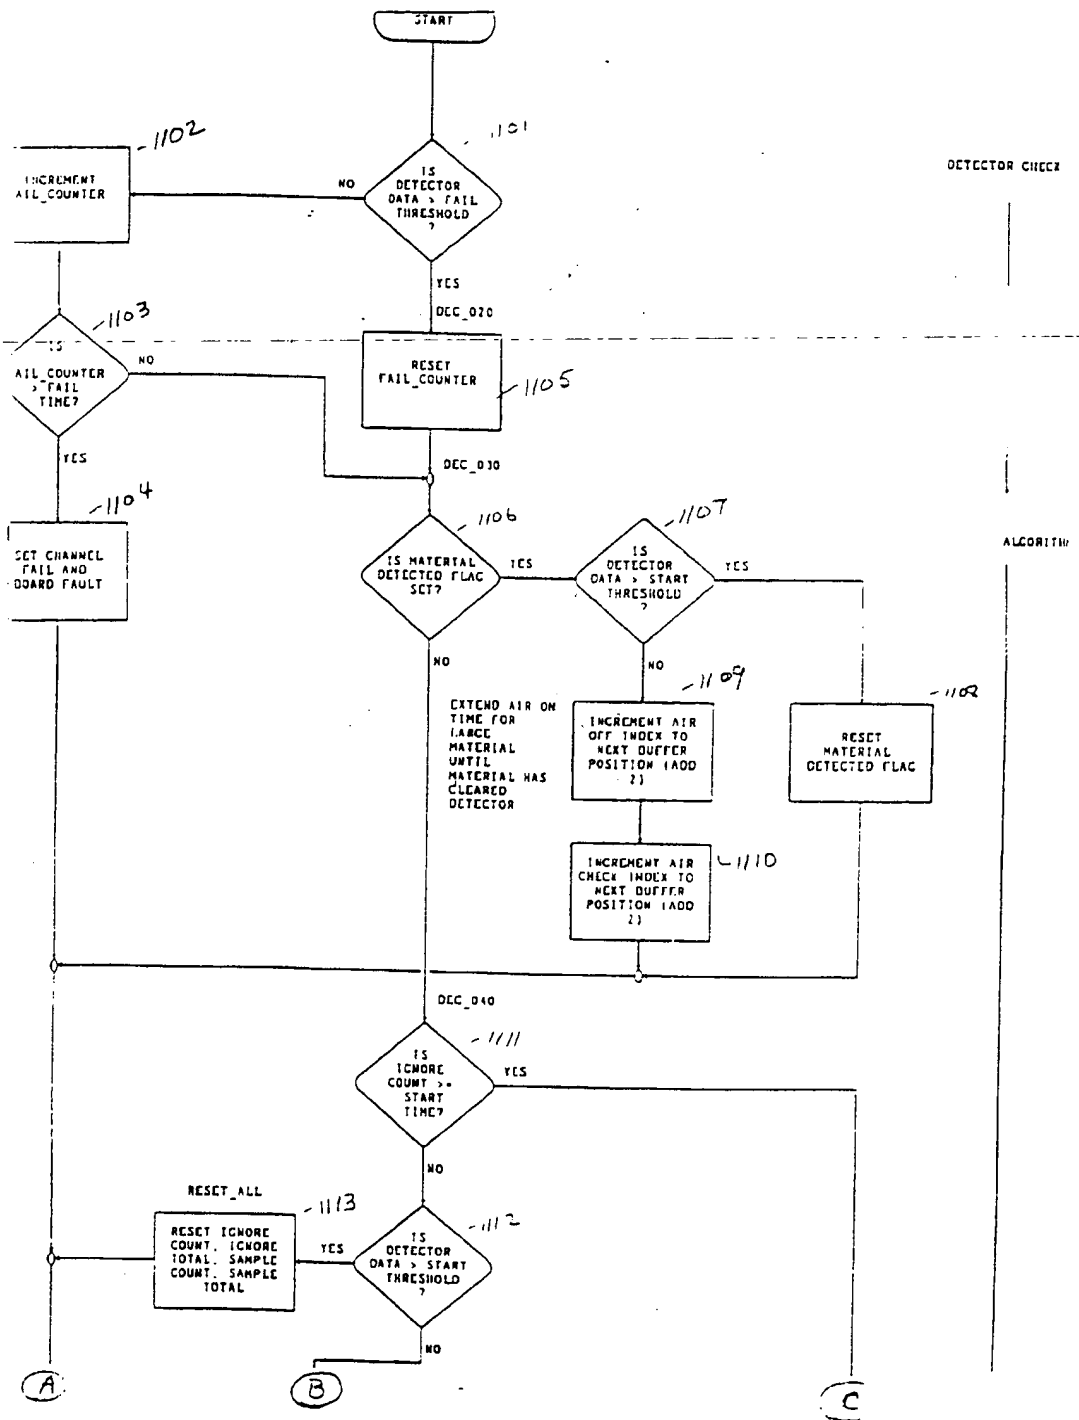 START
1101
1102
IS
DETECTOR
DATA > FAIL
THRESHOLD
?
NO
INCREMENT
AIL_COUNTER
DETECTOR CHECK
YES
DEC_020
1103
IS
AIL_COUNTER
> FAIL
TIME?
NO
RESET
FAIL_COUNTER
1105
YES
DEC_030
1104
SET CHANNEL
FAIL AND
BOARD FAULT
1106
IS MATERIAL
DETECTED FLAG
SET?
YES
1107
IS
DETECTOR
DATA > START
THRESHOLD
?
YES
ALGORITH
NO
NO
EXTEND AIR ON
TIME FOR
LARGE
MATERIAL
UNTIL
MATERIAL HAS
CLEARED
DETECTOR
1109
INCREMENT AIR
OFF INDEX TO
NEXT BUFFER
POSITION (ADD
2)
1108
RESET
MATERIAL
DETECTED FLAG
1110
INCREMENT AIR
CHECK INDEX TO
NEXT BUFFER
POSITION (ADD
2)
DEC_040
1111
IS
IGNORE
COUNT >=
START
TIME?
YES
NO
RESET_ALL
1113
RESET IGNORE
COUNT, IGNORE
TOTAL, SAMPLE
COUNT, SAMPLE
TOTAL
YES
1112
IS
DETECTOR
DATA > START
THRESHOLD
?
NO
A
B
C